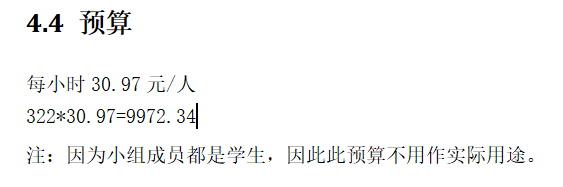 4.4 预算
每小时 30.97 元/人
322*30.97=9972.34
注：因为小组成员都是学生，因此此预算不用作实际用途。